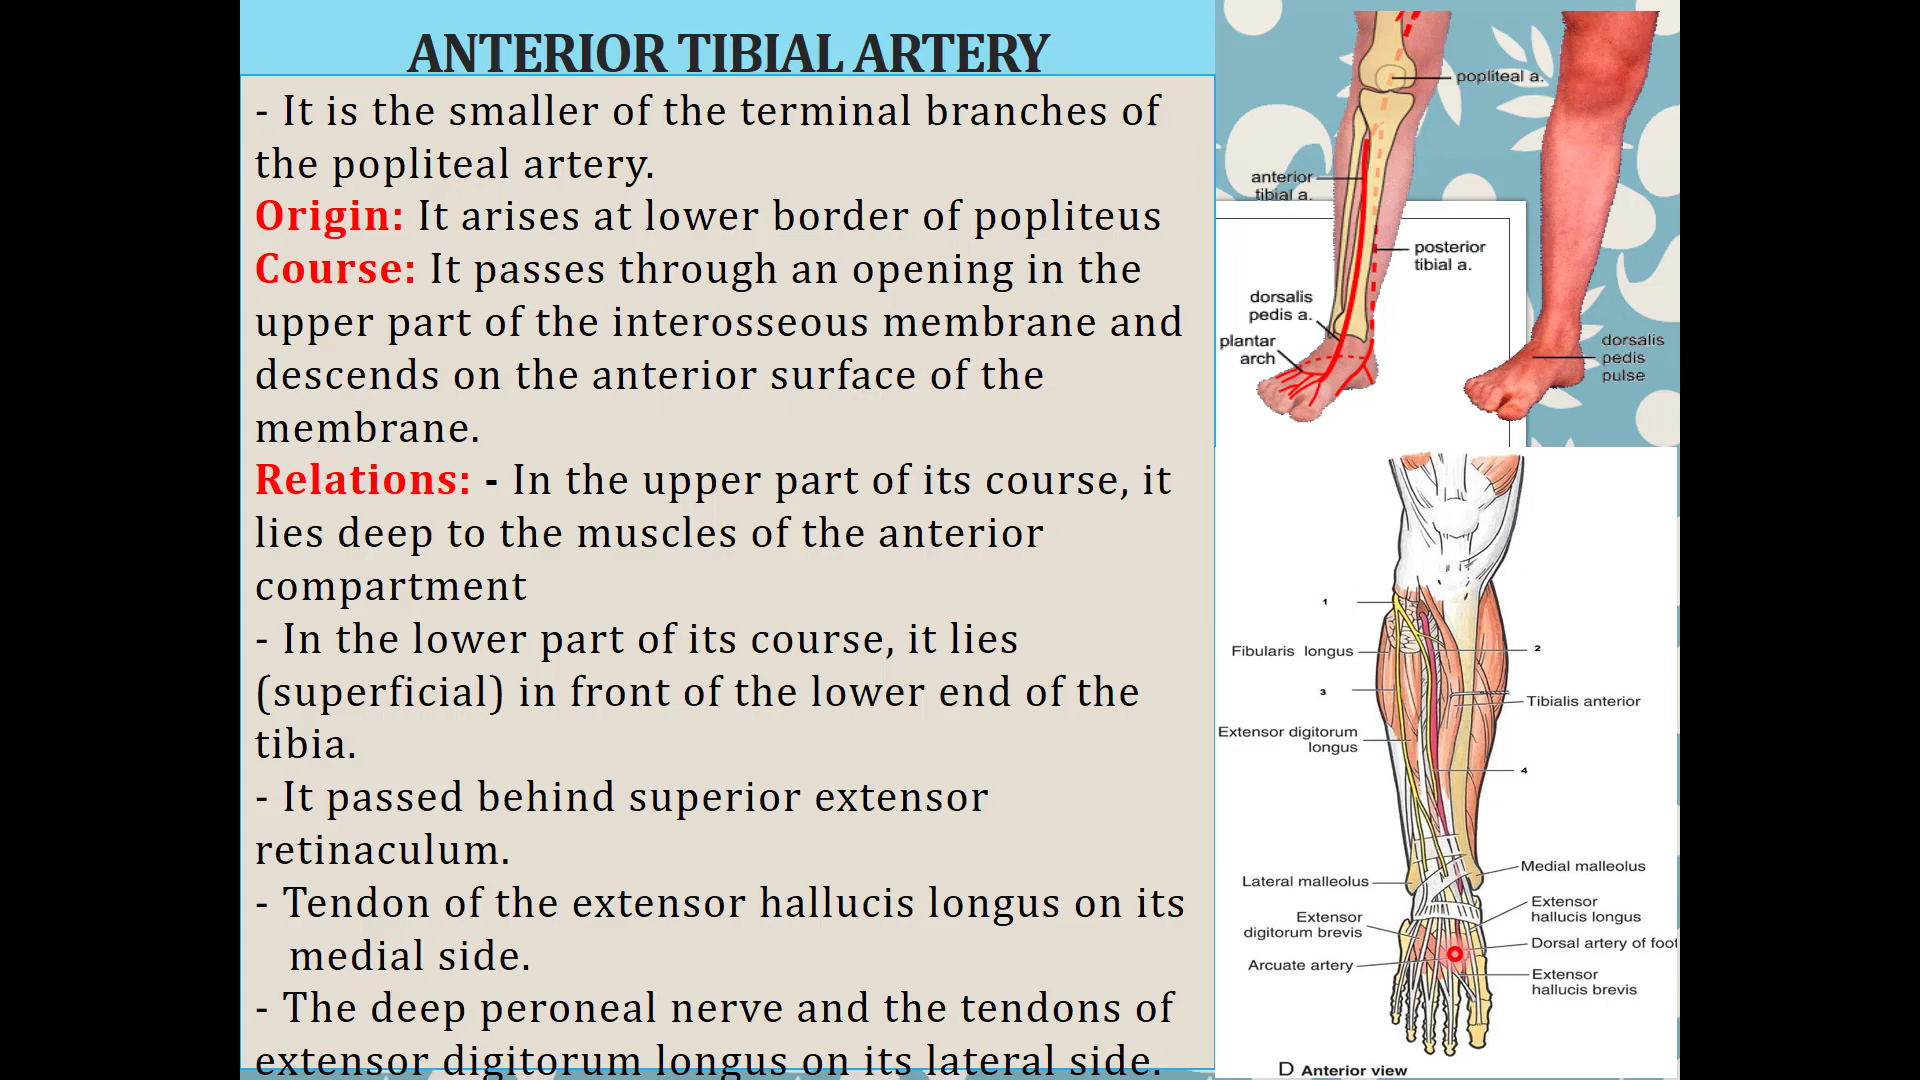 ANTERIOR TIBIAL ARTERY
- It is the smaller of the terminal branches of
the popliteal artery.
Origin: It arises at lower border of popliteus
Course: It passes through an opening in the
upper part of the interosseous membrane and
descends on the anterior surface of the
membrane.
Relations: - In the upper part of its course, it
lies deep to the muscles of the anterior
compartment
- In the lower part of its course, it lies
(superficial) in front of the lower end of the
tibia.
- It passed behind superior extensor
retinaculum.
- Tendon of the extensor hallucis longus on its
medial side.
- The deep peroneal nerve and the tendons of
extensor digitorum longus on its lateral side.
popliteal a.
anterior
tibial a.
posterior
tibial a.
dorsalis
pedis a.
plantar
arch
dorsalis
pedis
pulse
1
Fibularis longus
2
3
Tibialis anterior
Extensor digitorum
longus
4
Medial malleolus
Lateral malleolus
Extensor
hallucis longus
Extensor
digitorum brevis
Dorsal artery of foot
Arcuate artery
Extensor
hallucis brevis
D Anterior view